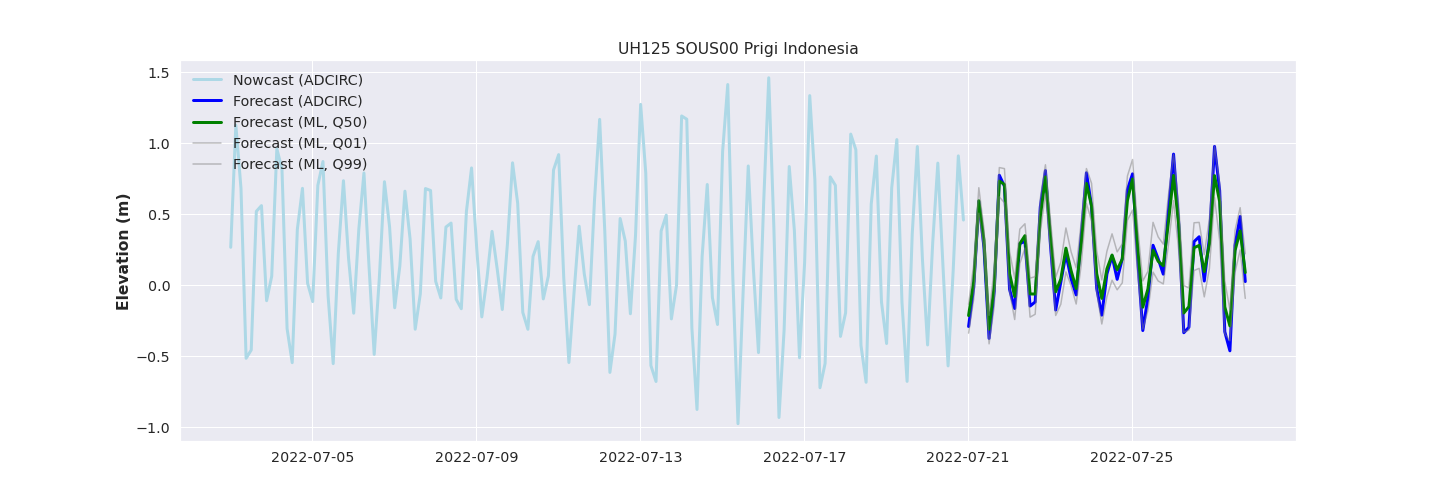 UH125 SOUS00 Prigi Indonesia
Nowcast (ADCIRC)
Forecast (ADCIRC)
Forecast (ML, Q50)
Forecast (ML, Q01)
Forecast (ML, Q99)
Elevation (m)
1.5
1.0
0.5
0.0
−0.5
−1.0
2022-07-05
2022-07-09
2022-07-13
2022-07-17
2022-07-21
2022-07-25